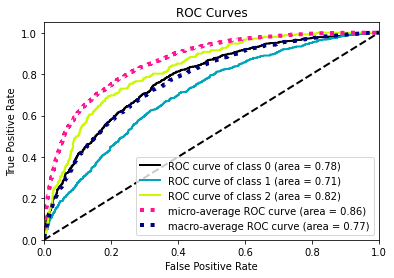 ROC Curves
True Positive Rate
1.0
0.8
0.6
0.4
0.2
0.0
ROC curve of class 0 (area = 0.78)
ROC curve of class 1 (area = 0.71)
ROC curve of class 2 (area = 0.82)
micro-average ROC curve (area = 0.86)
macro-average ROC curve (area = 0.77)
0.0 0.2 0.4 0.6 0.8 1.0
False Positive Rate